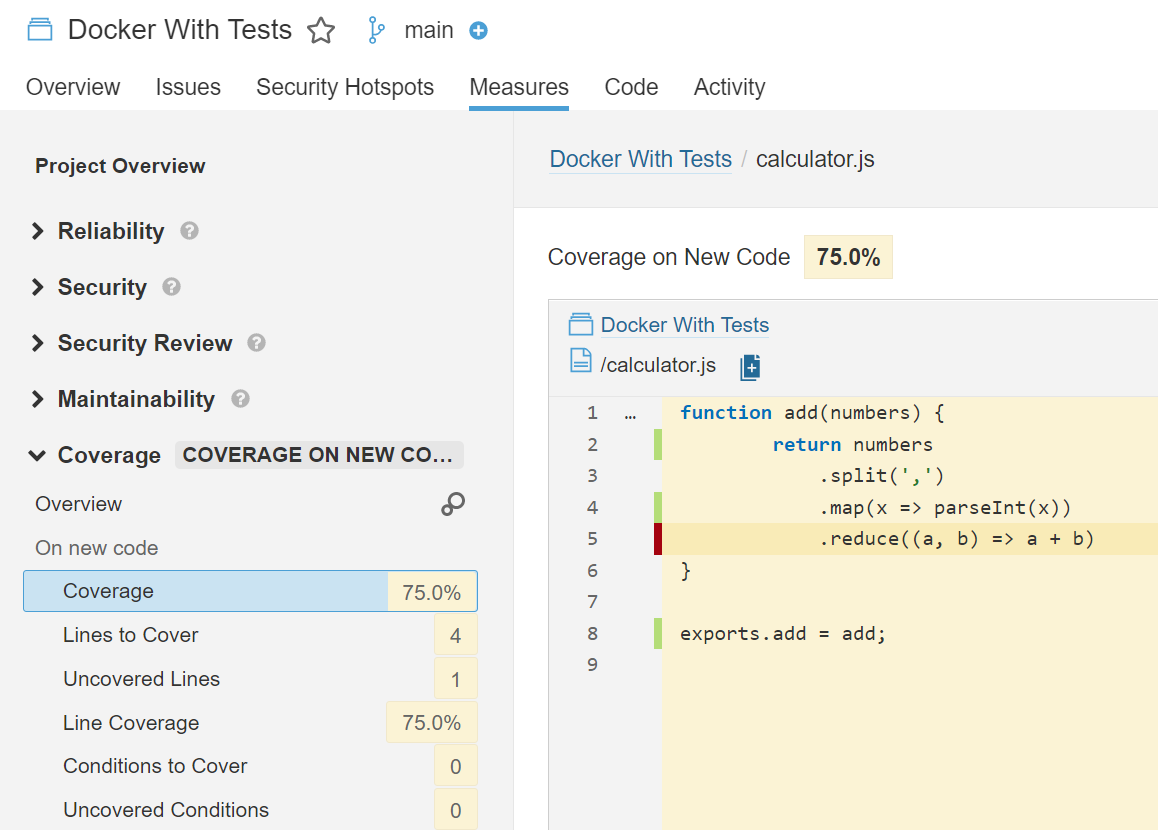 Docker With Tests main
Overview Issues Security Hotspots Measures Code Activity
Project Overview
Reliability ?
Security ?
Security Review ?
Maintainability ?
Coverage COVERAGE ON NEW CO...
Overview
On new code
Coverage 75.0%
Lines to Cover 4
Uncovered Lines 1
Line Coverage 75.0%
Conditions to Cover 0
Uncovered Conditions 0
Docker With Tests / calculator.js
Coverage on New Code 75.0%
Docker With Tests
/calculator.js
1 … function add(numbers) {
2 return numbers
3 .split(',')
4 .map(x => parseInt(x))
5 .reduce((a, b) => a + b)
6 }
7
8 exports.add = add;
9